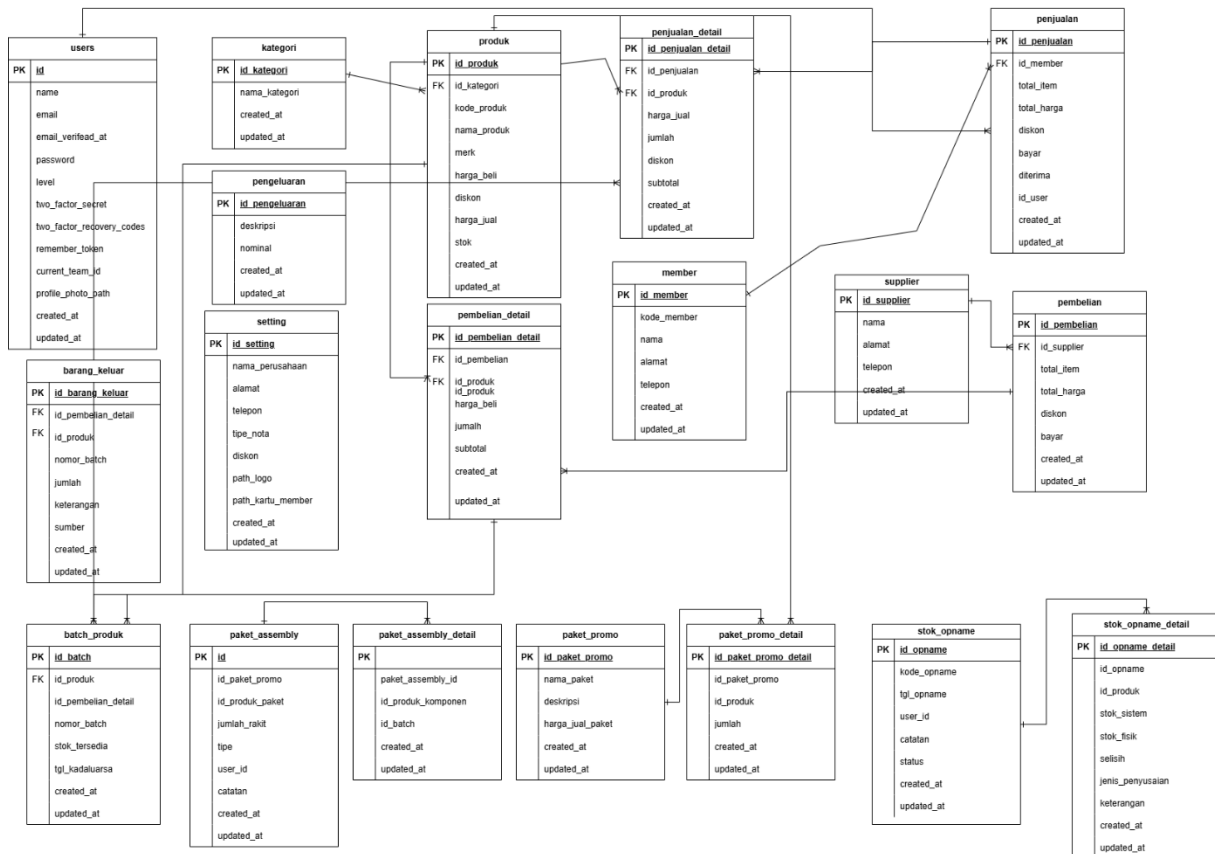 users
PK id
name
email
email_verifead_at
password
level
two_factor_secret
two_factor_recovery_codes
remember_token
current_team_id
profile_photo_path
created_at
updated_at
kategori
PK id_kategori
nama_kategori
created_at
updated_at
produk
PK id_produk
FK id_kategori
kode_produk
nama_produk
merk
harga_beli
diskon
harga_jual
stok
created_at
updated_at
penjualan_detail
PK id_penjualan_detail
FK id_penjualan
FK id_produk
harga_jual
jumlah
diskon
subtotal
created_at
updated_at
penjualan
PK id_penjualan
FK id_member
total_item
total_harga
diskon
bayar
diterima
id_user
created_at
updated_at
pengeluaran
PK id_pengeluaran
deskripsi
nominal
created_at
updated_at
member
PK id_member
kode_member
nama
alamat
telepon
created_at
updated_at
supplier
PK id_supplier
nama
alamat
telepon
created_at
updated_at
pembelian
PK id_pembelian
FK id_supplier
total_item
total_harga
diskon
bayar
created_at
updated_at
setting
PK id_setting
nama_perusahaan
alamat
telepon
tipe_nota
diskon
path_logo
path_kartu_member
created_at
updated_at
pembelian_detail
PK id_pembelian_detail
FK id_pembelian
FK id_produk
id_produk
harga_beli
jumalh
subtotal
created_at
updated_at
barang_keluar
PK id_barang_keluar
FK id_pembelian_detail
FK id_produk
nomor_batch
jumlah
keterangan
sumber
created_at
updated_at
batch_produk
PK id_batch
FK id_produk
id_pembelian_detail
nomor_batch
stok_tersedia
tgl_kadaluarsa
created_at
updated_at
paket_assembly
PK id
id_paket_promo
id_produk_paket
jumlah_rakit
tipe
user_id
catatan
created_at
updated_at
paket_assembly_detail
PK
paket_assembly_id
id_produk_komponen
id_batch
created_at
updated_at
paket_promo
PK id_paket_promo
nama_paket
deskripsi
harga_jual_paket
created_at
updated_at
paket_promo_detail
PK id_paket_promo_detail
id_paket_promo
id_produk
jumlah
created_at
updated_at
stok_opname
PK id_opname
kode_opname
tgl_opname
user_id
catatan
status
created_at
updated_at
stok_opname_detail
PK id_opname_detail
id_opname
id_produk
stok_sistem
stok_fisik
selisih
jenis_penyusaian
keterangan
created_at
updated_at